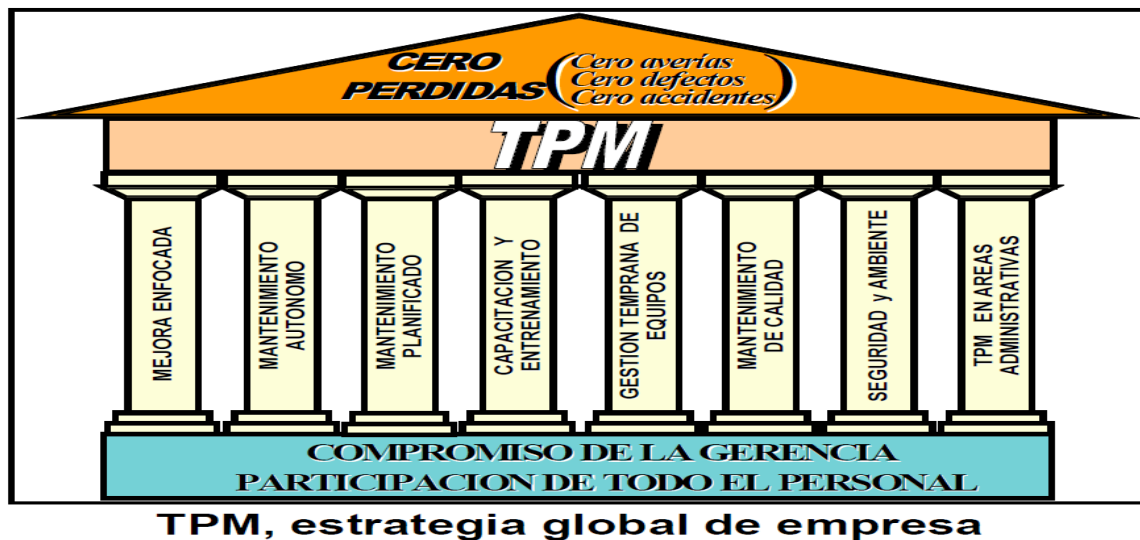 CERO
PERDIDAS
(Cero averías
Cero defectos
Cero accidentes)
TPM
MEJORA ENFOCADA
MANTENIMIENTO
AUTONOMO
MANTENIMIENTO
PLANIFICADO
CAPACITACION Y
ENTRENAMIENTO
GESTION TEMPRANA DE
EQUIPOS
MANTENIMIENTO
DE CALIDAD
SEGURIDAD y AMBIENTE
TPM EN AREAS
ADMINISTRATIVAS
COMPROMISO DE LA GERENCIA
PARTICIPACION DE TODO EL PERSONAL
TPM, estrategia global de empresa